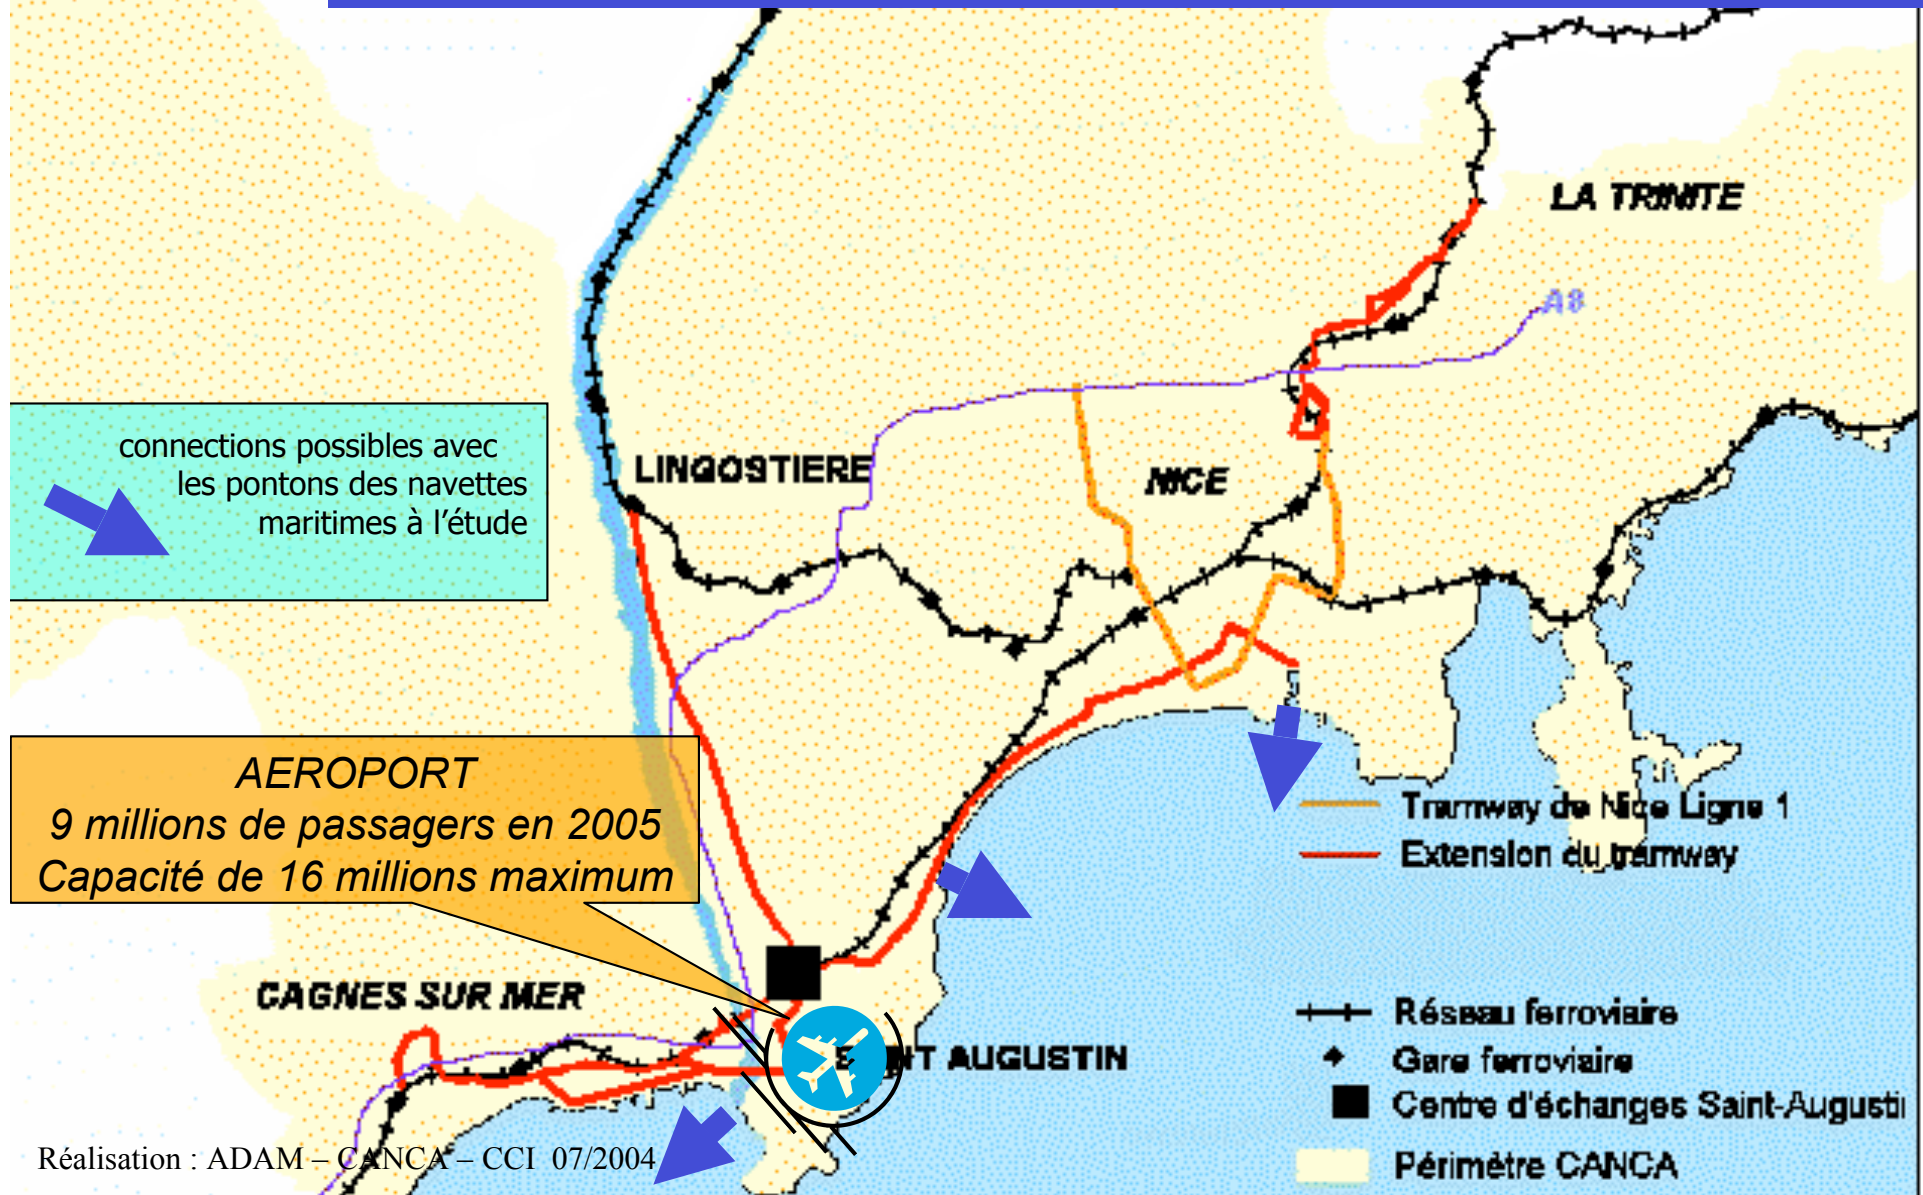 LA TRINITE
A8
connections possibles avec
les pontons des navettes
maritimes à l'étude
LINGOSTIERE
NICE
AEROPORT
9 millions de passagers en 2005
Capacité de 16 millions maximum
Tramway de Nice Ligne 1
Extension du tramway
CAGNES SUR MER
Réseau ferroviaire
NT AUGUSTIN
Gare ferroviaire
Centre d'échanges Saint-Augusti
Réalisation : ADAM – CANCA – CCI 07/2004
Périmètre CANCA